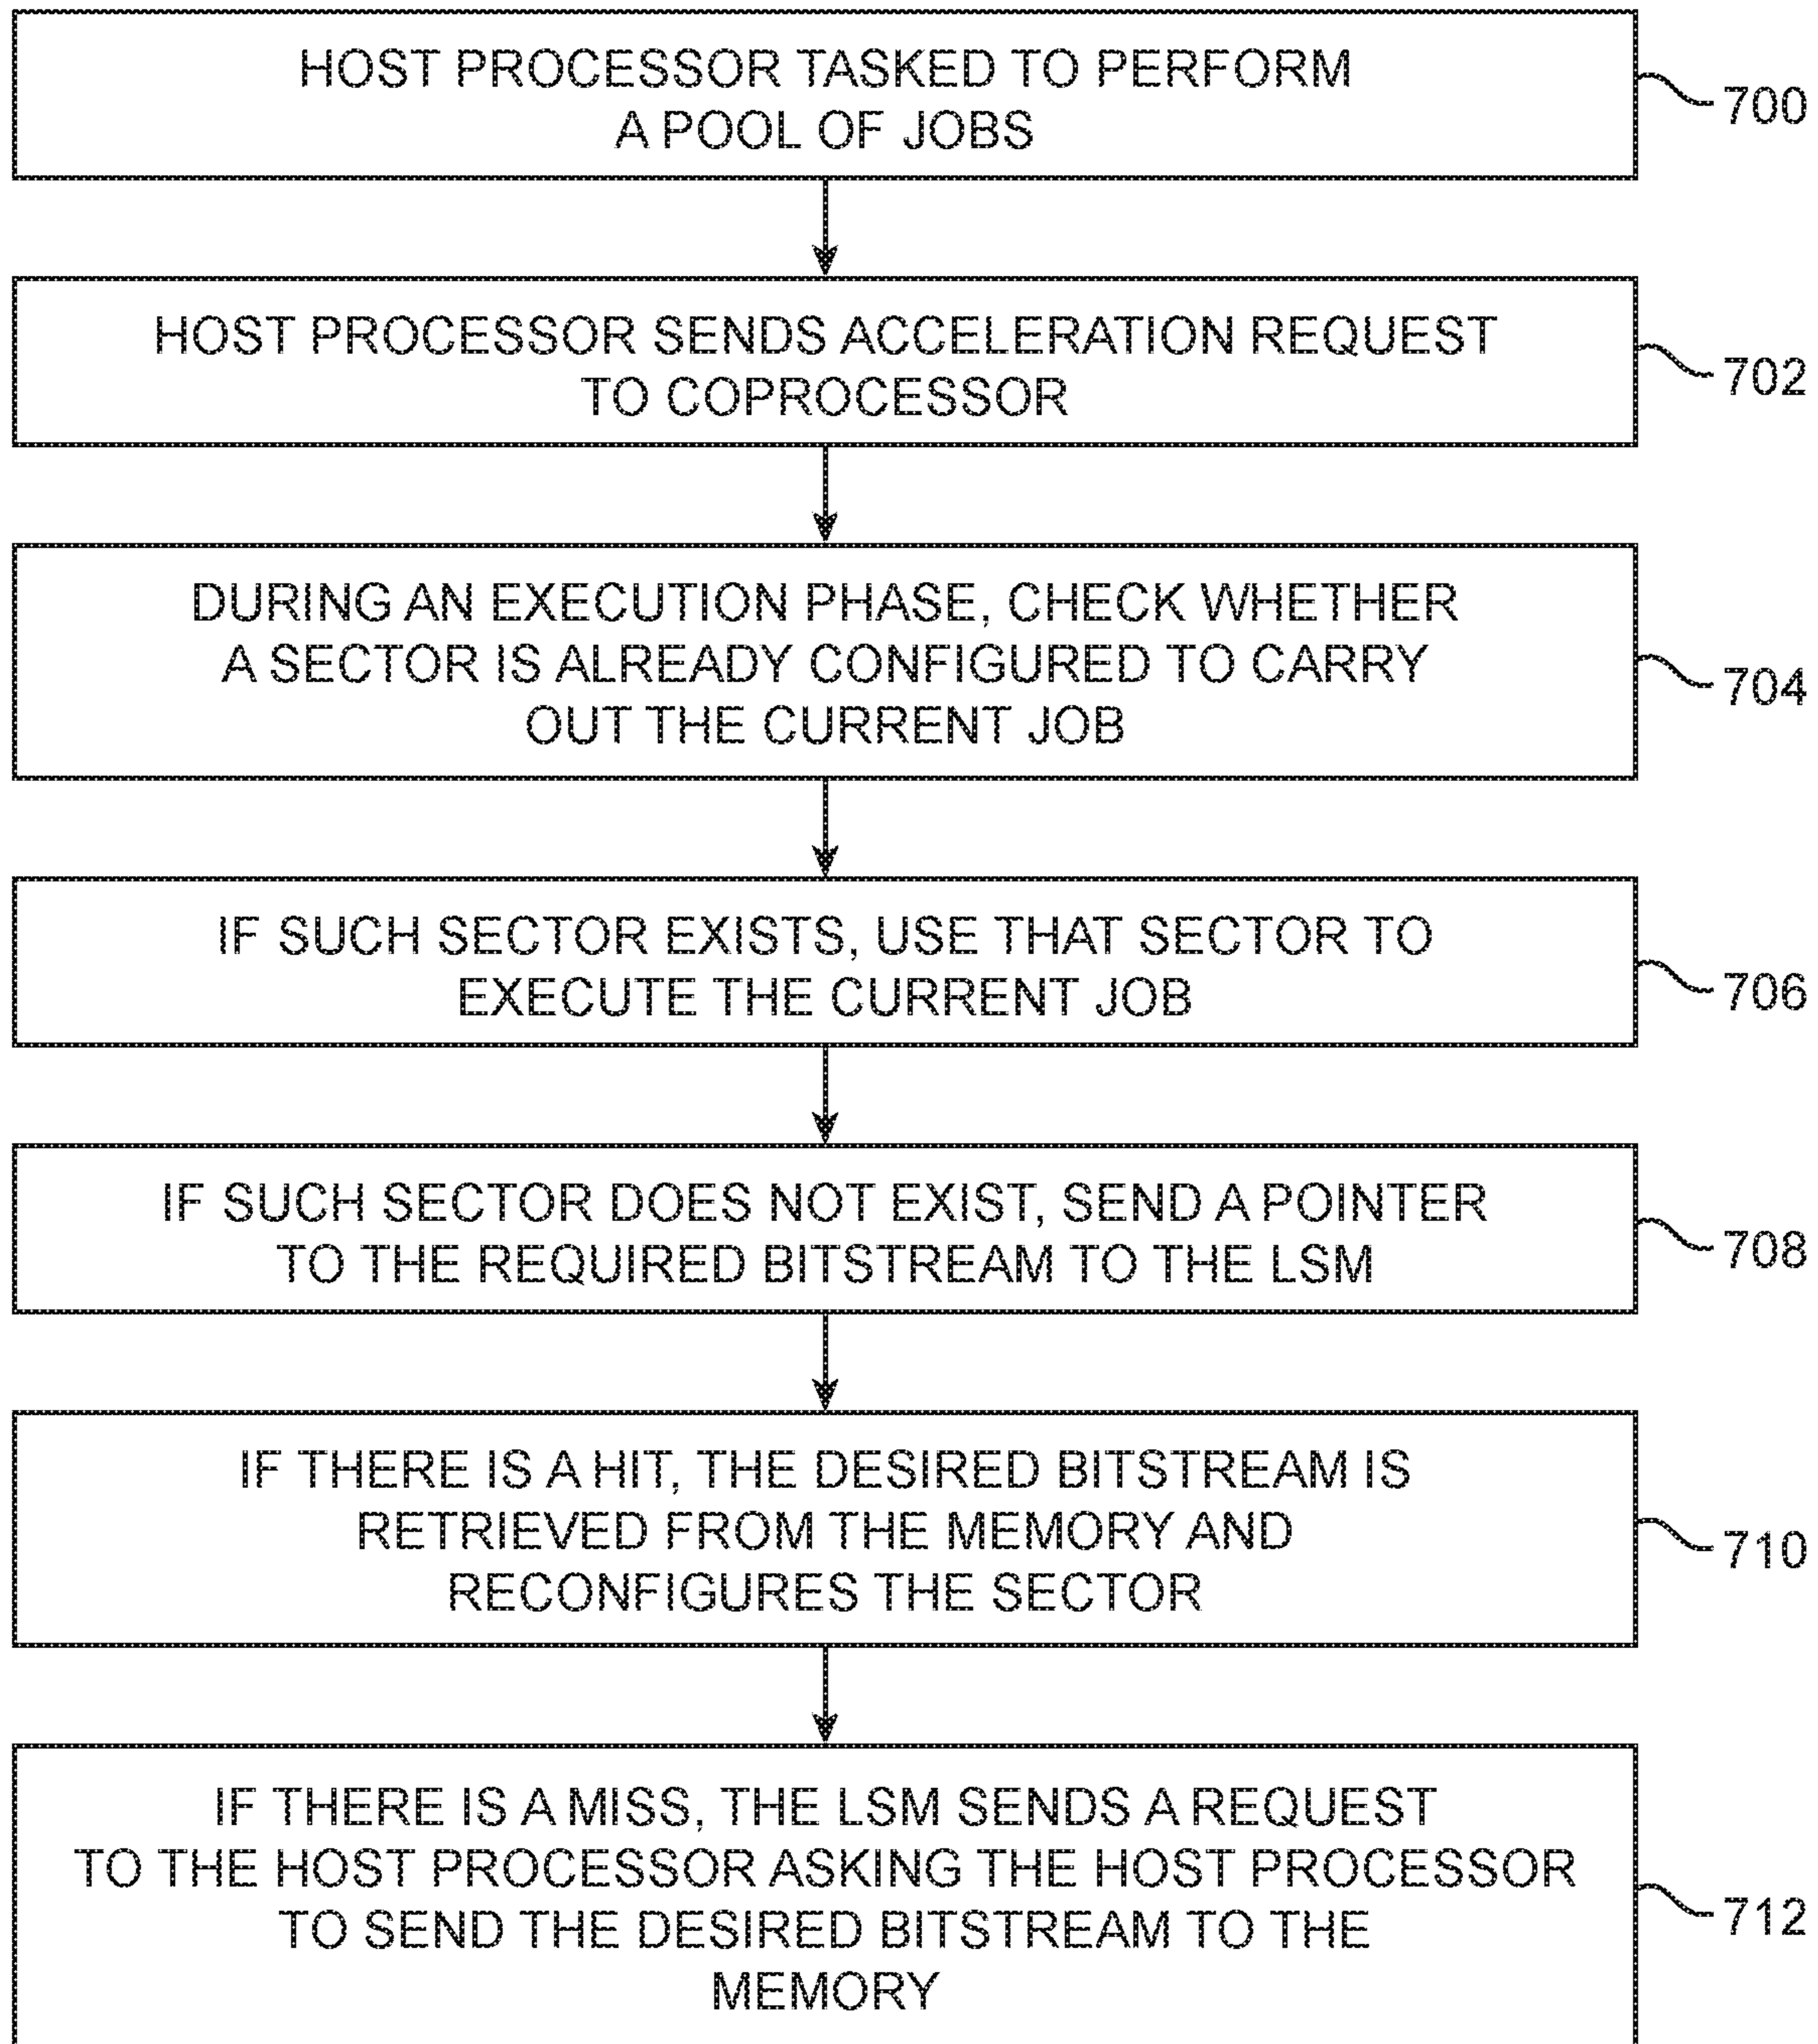 HOST PROCESSOR TASKED TO PERFORM
A POOL OF JOBS
700
HOST PROCESSOR SENDS ACCELERATION REQUEST
TO COPROCESSOR
702
DURING AN EXECUTION PHASE, CHECK WHETHER
A SECTOR IS ALREADY CONFIGURED TO CARRY
OUT THE CURRENT JOB
704
IF SUCH SECTOR EXISTS, USE THAT SECTOR TO
EXECUTE THE CURRENT JOB
706
IF SUCH SECTOR DOES NOT EXIST, SEND A POINTER
TO THE REQUIRED BITSTREAM TO THE LSM
708
IF THERE IS A HIT, THE DESIRED BITSTREAM IS
RETRIEVED FROM THE MEMORY AND
RECONFIGURES THE SECTOR
710
IF THERE IS A MISS, THE LSM SENDS A REQUEST
TO THE HOST PROCESSOR ASKING THE HOST PROCESSOR
TO SEND THE DESIRED BITSTREAM TO THE
MEMORY
712